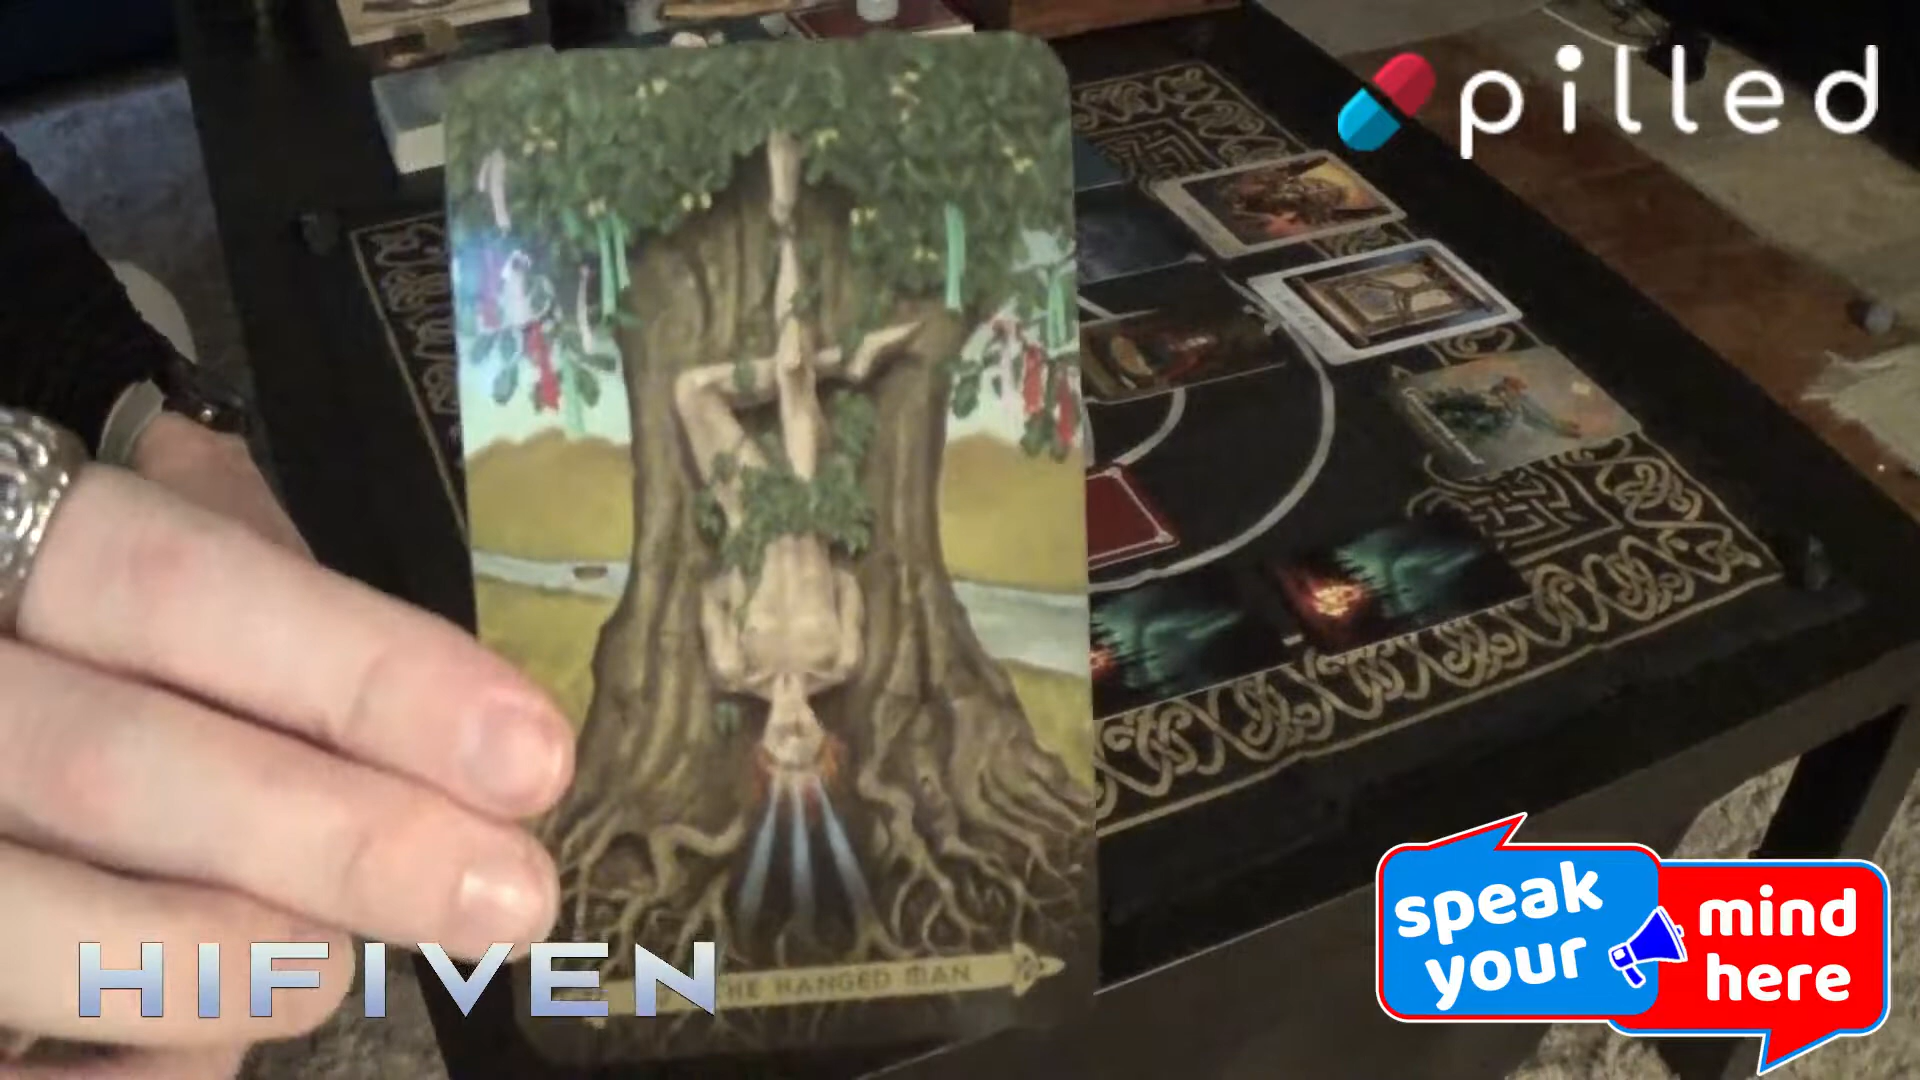 pilled
HIFIVEN
THE HANGED MAN
speak
your
mind
here